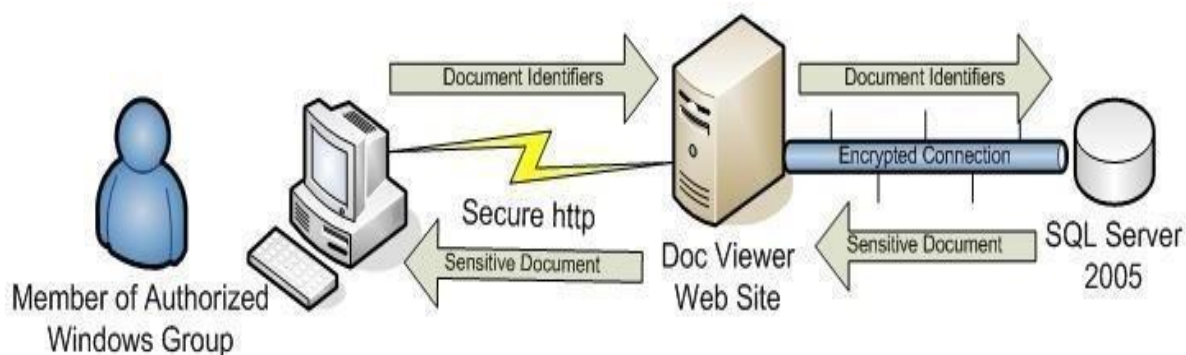 Document Identifiers
Document Identifiers
Encrypted Connection
Secure http
Sensitive Document
Sensitive Document
Doc Viewer
Web Site
SQL Server
2005
Member of Authorized
Windows Group